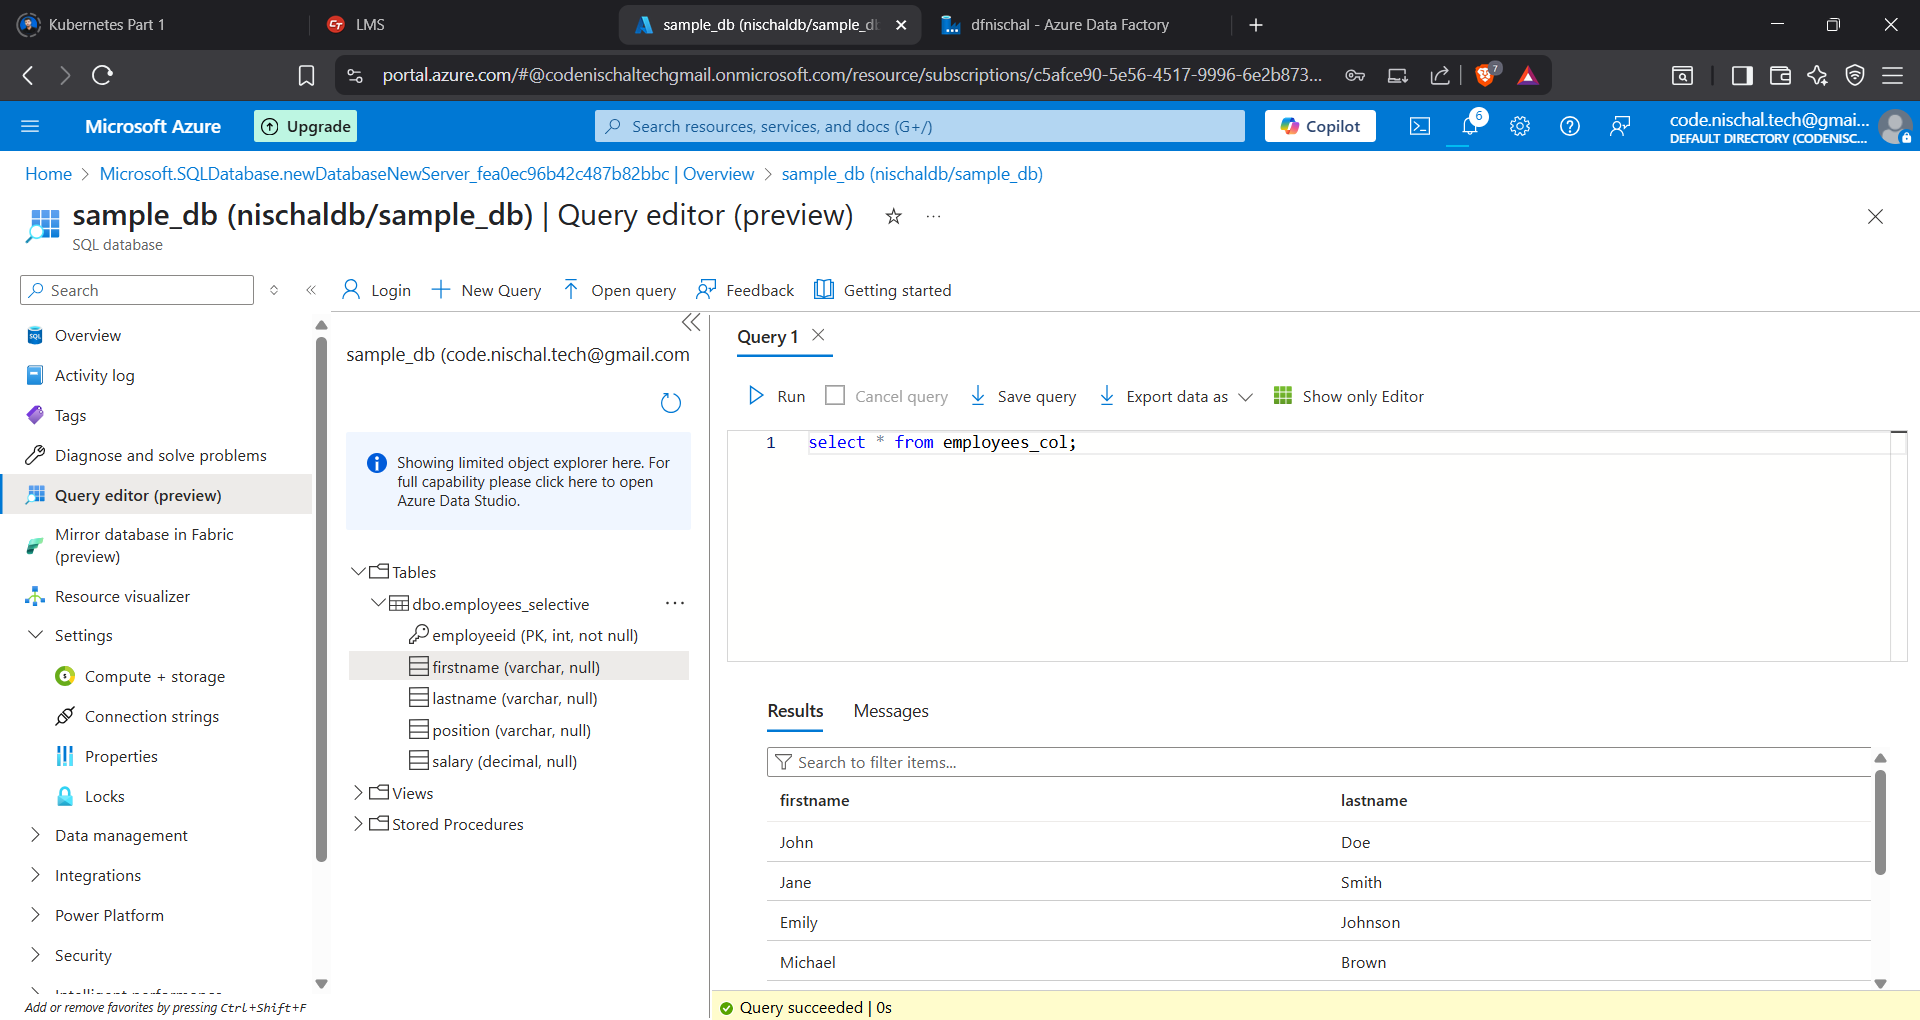 Kubernetes Part 1
LMS
sample_db (nischaldb/sample_db
dfnischal - Azure Data Factory
portal.azure.com/#@codenischaltechgmail.onmicrosoft.com/resource/subscriptions/c5afce90-5e56-4517-9996-6e2b873...
7
Microsoft Azure
Upgrade
Search resources, services, and docs (G+/)
Copilot
6
code.nischal.tech@gmai...
DEFAULT DIRECTORY (CODENISC...
Home > Microsoft.SQLDatabase.newDatabaseNewServer_fea0ec96b42c487b82bbc | Overview > sample_db (nischaldb/sample_db)
sample_db (nischaldb/sample_db) | Query editor (preview)
SQL database
Search
Login
New Query
Open query
Feedback
Getting started
Overview
Activity log
Tags
Diagnose and solve problems
Query editor (preview)
Mirror database in Fabric
(preview)
Resource visualizer
Settings
Compute + storage
Connection strings
Properties
Locks
Data management
Integrations
Power Platform
Security
Intelligent performance
Add or remove favorites by pressing Ctrl+Shift+F
sample_db (code.nischal.tech@gmail.com
Showing limited object explorer here. For
full capability please click here to open
Azure Data Studio.
Tables
dbo.employees_selective
employeeid (PK, int, not null)
firstname (varchar, null)
lastname (varchar, null)
position (varchar, null)
salary (decimal, null)
Views
Stored Procedures
Query 1
Run
Cancel query
Save query
Export data as
Show only Editor
1 select * from employees_col;
Results
Messages
Search to filter items...
firstname lastname
John Doe
Jane Smith
Emily Johnson
Michael Brown
Query succeeded | 0s